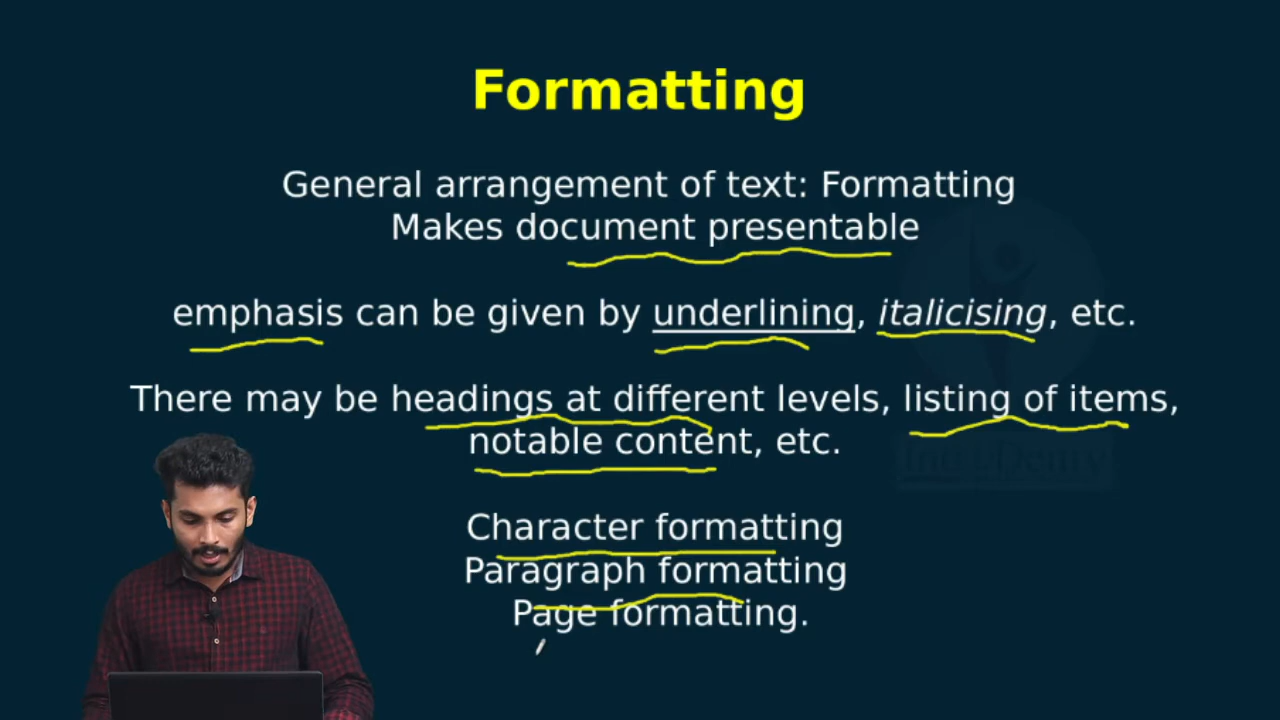 Formatting
General arrangement of text: Formatting
Makes document presentable
emphasis can be given by underlining, italicising, etc.
There may be headings at different levels, listing of items,
notable content, etc.
Character formatting
Paragraph formatting
Page formatting.